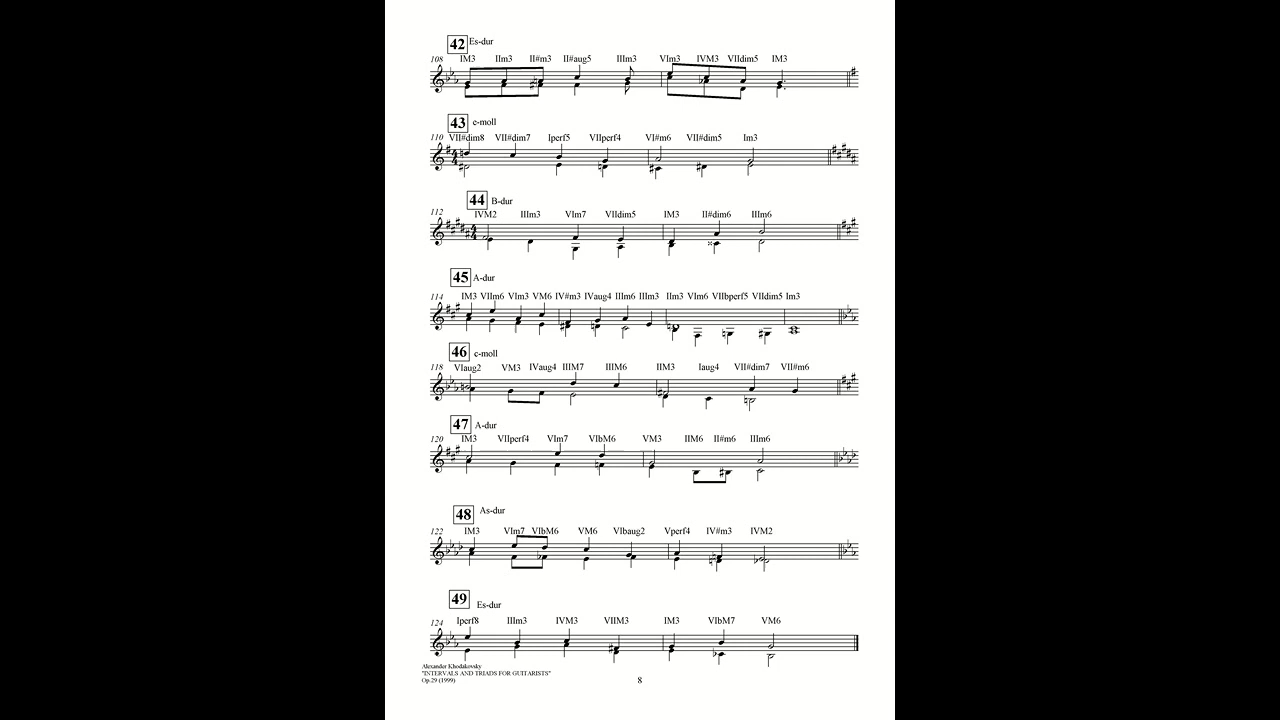 42 Es-dur
108 IM3 IIm3 II#m3 II#aug5 IIIm3 VIm3 IVM3 VIIdim5 IM3
43 e-moll
110 VII#dim8 VII#dim7 Iperf5 VIIperf4 VI#m6 VII#dim5 Im3
4
4
44 B-dur
112 IVM2 IIIm3 VIm7 VIIdim5 IM3 II#dim6 IIIm6
4
4
45 A-dur
114 IM3 VIIm6 VIm3 VM6 IV#m3 IVaug4 IIIm6 IIIm3 IIm3 VIm6 VIIbperf5 VIIdim5 Im3
46 c-moll
118 VIaug2 VM3 IVaug4 IIIM7 IIIM6 IIM3 Iaug4 VII#dim7 VII#m6
47 A-dur
120 IM3 VIIperf4 VIm7 VIbM6 VM3 IIM6 II#m6 IIIm6
48 As-dur
122 IM3 VIm7 VIbM6 VM6 VIbaug2 Vperf4 IV#m3 IVM2
49 Es-dur
124 Iperf8 IIIm3 IVM3 VIIM3 IM3 VIbM7 VM6
Alexander Khodakovsky
"INTERVALS AND TRIADS FOR GUITARISTS"
Op.29 (1999)
8